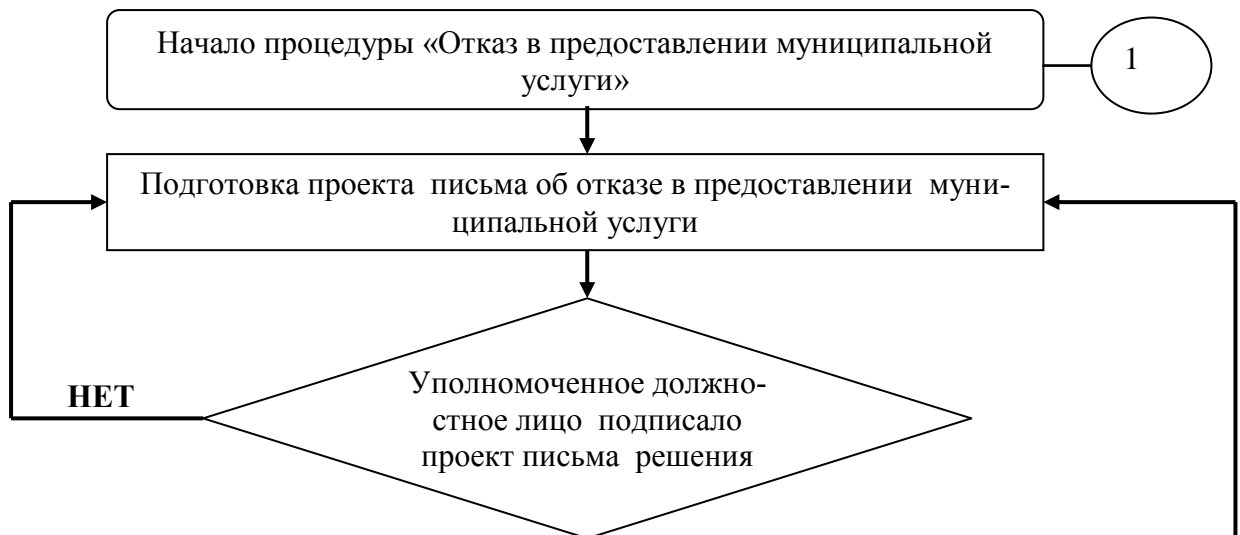 Начало процедуры «Отказ в предоставлении муниципальной
услуги»
1
Подготовка проекта письма об отказе в предоставлении муни-
ципальной услуги
НЕТ
Уполномоченное должно-
стное лицо подписало
проект письма решения